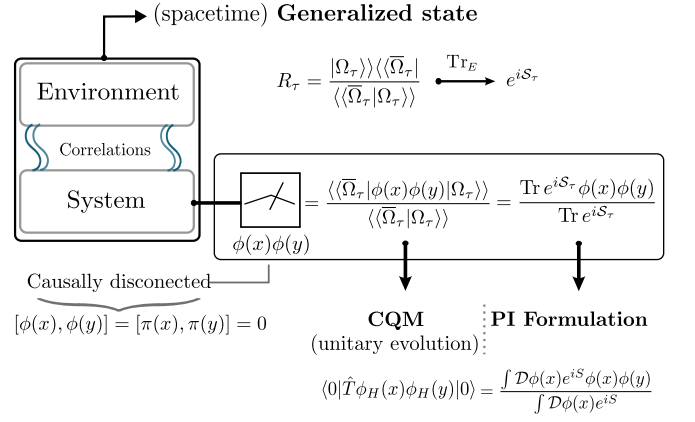 (spacetime) Generalized state
Environment
Correlations
System
R_τ = |Ω_τ⟩⟩⟨⟨Ω̅_τ| / ⟨⟨Ω̅_τ|Ω_τ⟩⟩ Tr_E e^{iS_τ}
ϕ(x)ϕ(y)
= ⟨⟨Ω̅_τ|ϕ(x)ϕ(y)|Ω_τ⟩⟩ / ⟨⟨Ω̅_τ|Ω_τ⟩⟩ = Tr e^{iS_τ} ϕ(x)ϕ(y) / Tr e^{iS_τ}
Causally disconected
[ϕ(x), ϕ(y)] = [π(x), π(y)] = 0
CQM
(unitary evolution)
PI Formulation
⟨0|T̂ϕ_H(x)ϕ_H(y)|0⟩ = ∫ 𝒟ϕ(x)e^{iS}ϕ(x)ϕ(y) / ∫ 𝒟ϕ(x)e^{iS}